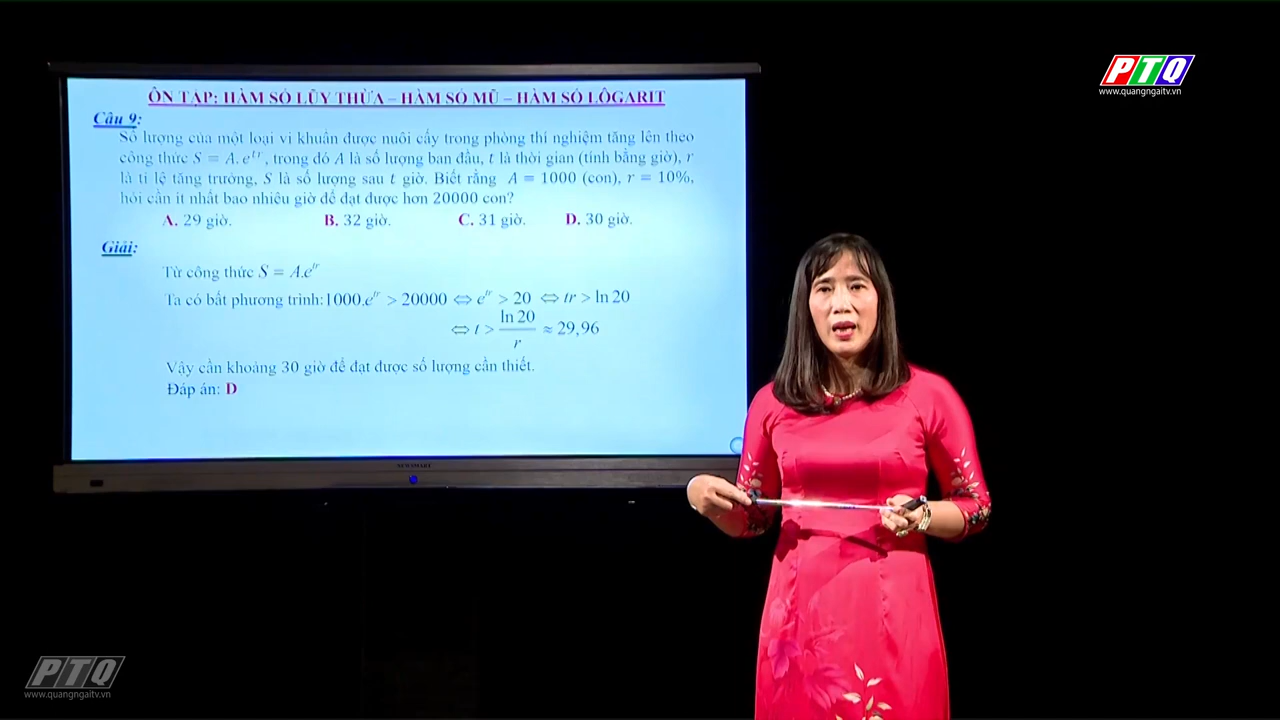 PTQ
www.quangngaitv.vn
ÔN TẬP: HÀM SỐ LŨY THỪA – HÀM SỐ MŨ – HÀM SỐ LÔGARIT
Câu 9:
Số lượng của một loại vi khuẩn được nuôi cấy trong phòng thí nghiệm tăng lên theo
công thức S = A. e^{tr}, trong đó A là số lượng ban đầu, t là thời gian (tính bằng giờ), r
là tỉ lệ tăng trưởng, S là số lượng sau t giờ. Biết rằng A = 1000 (con), r = 10%,
hỏi cần ít nhất bao nhiêu giờ để đạt được hơn 20000 con?
A. 29 giờ. B. 32 giờ. C. 31 giờ. D. 30 giờ.
Giải:
Từ công thức S = A.e^{tr}
Ta có bất phương trình: 1000.e^{tr} > 20000 ⇔ e^{tr} > 20 ⇔ tr > ln 20
⇔ t > \frac{ln 20}{r} ≈ 29,96
Vậy cần khoảng 30 giờ để đạt được số lượng cần thiết.
Đáp án: D
PTQ
www.quangngaitv.vn